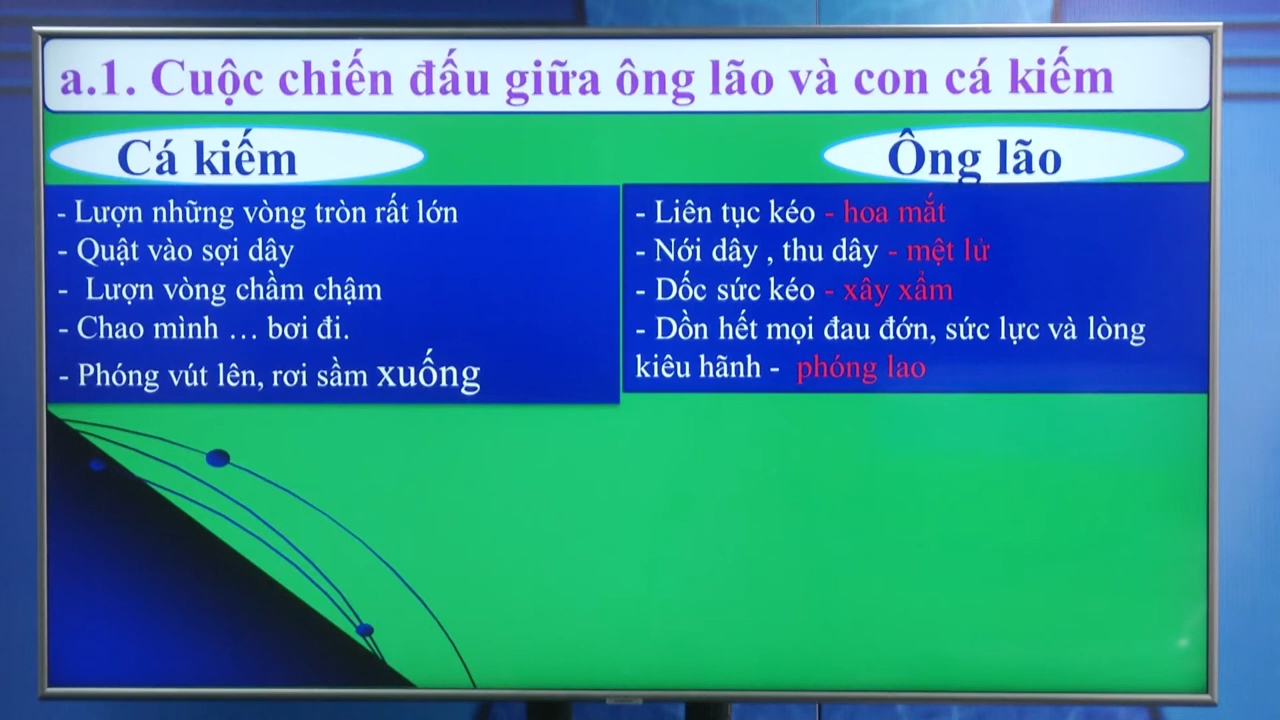 a.1. Cuộc chiến đấu giữa ông lão và con cá kiếm
Cá kiếm
- Lượn những vòng tròn rất lớn
- Quật vào sợi dây
- Lượn vòng chầm chậm
- Chao mình … bơi đi.
- Phóng vút lên, rơi sầm xuống
Ông lão
- Liên tục kéo - hoa mắt
- Nới dây , thu dây - mệt lử
- Dốc sức kéo - xây xẩm
- Dồn hết mọi đau đớn, sức lực và lòng
kiêu hãnh - phóng lao